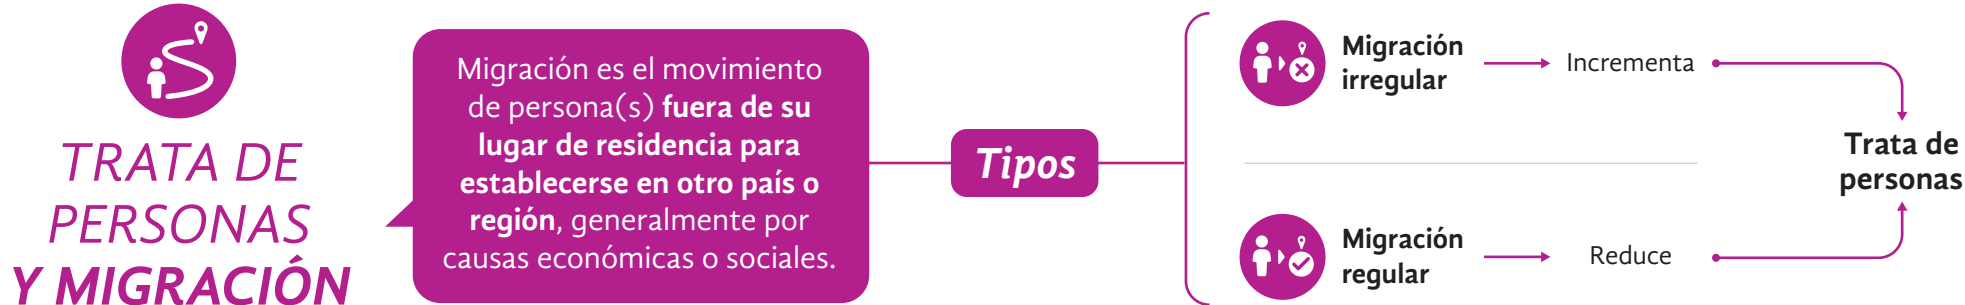 TRATA DE
PERSONAS
Y MIGRACIÓN
Migración es el movimiento
de persona(s) fuera de su
lugar de residencia para
establecerse en otro país o
región, generalmente por
causas económicas o sociales.
Tipos
Migración
irregular
Incrementa
Migración
regular
Reduce
Trata de
personas